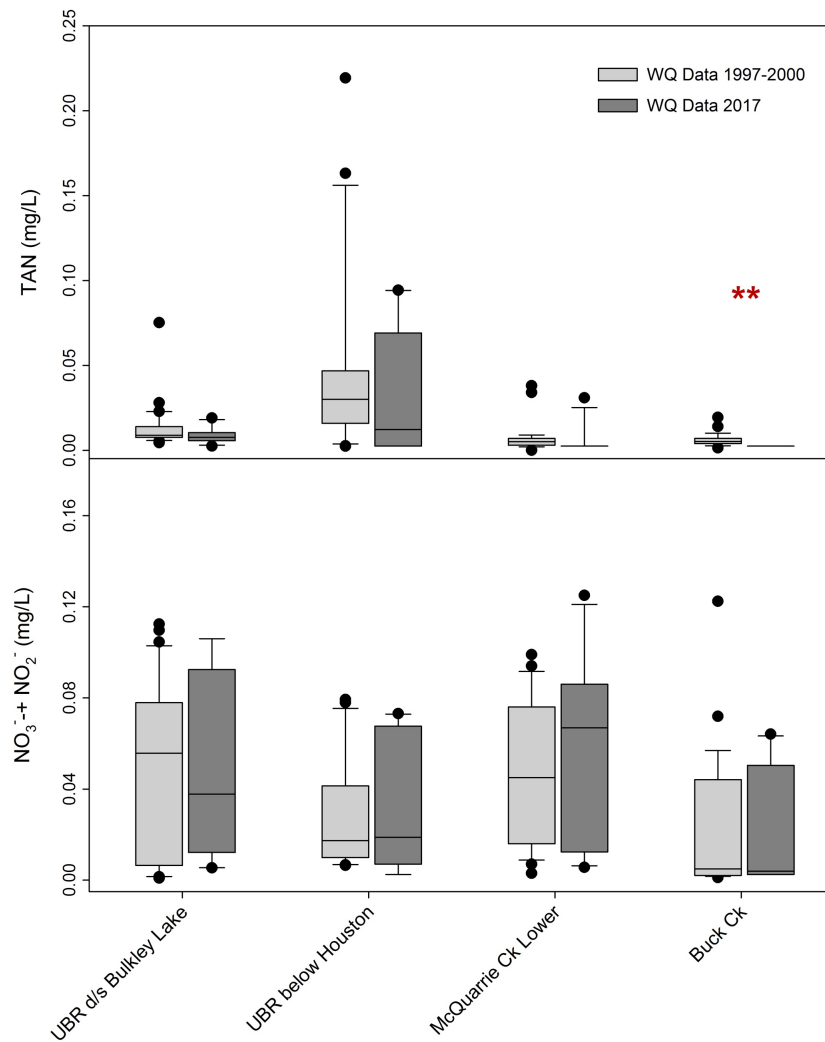 0.25
0.20
0.15
0.10
0.05
0.00
TAN (mg/L)
WQ Data 1997-2000
WQ Data 2017
**
0.16
0.12
0.08
0.04
0.00
NO₃⁻-+ NO₂⁻ (mg/L)
UBR d/s Bulkley Lake
UBR below Houston
McQuarrie Ck Lower
Buck Ck